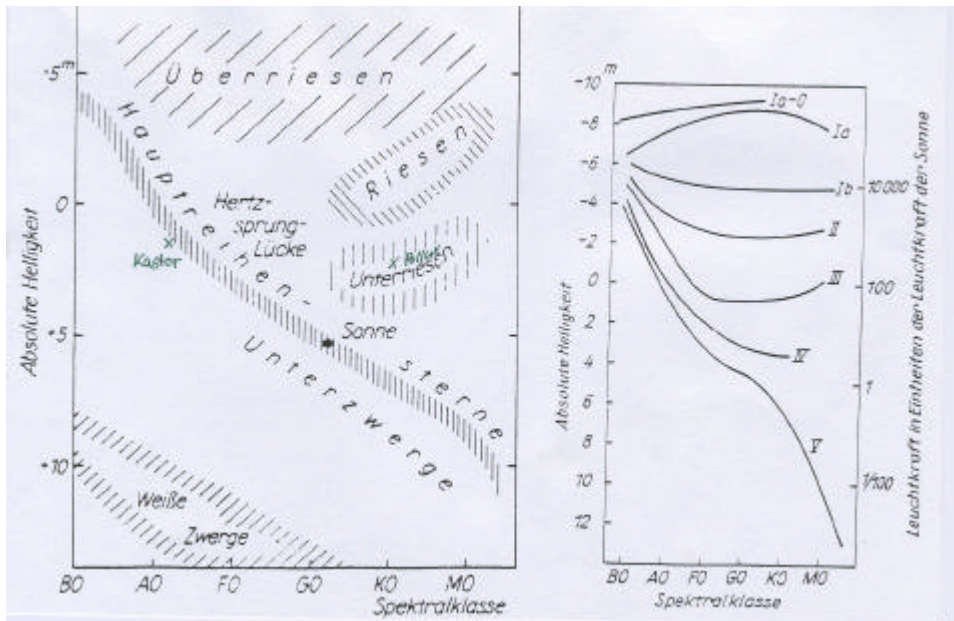 -5m
0
+5
+10
Absolute Helligkeit
Überriesen
Hauptreihen-
sterne
Riesen
Hertz-
sprung-
Lücke
Kastor
Unterriesen
Sonne
Unterzwerge
Weiße
Zwerge
B0 A0 F0 G0 K0 M0
Spektralklasse
-10 m
-8
-6
-4
-2
0
2
4
6
8
10
12
Absolute Helligkeit
Ia-0
Ia
Ib
II
III
IV
V
10 000
100
1
1/100
Leuchtkraft in Einheiten der Leuchtkraft der Sonne
B0 A0 F0 G0 K0 M0
Spektralklasse